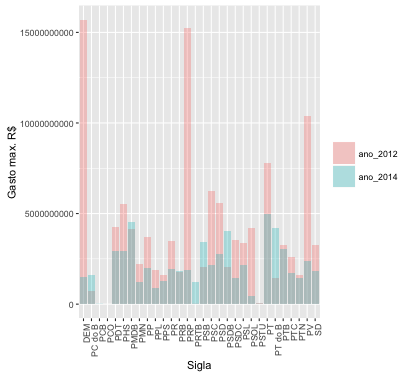 15000000000
10000000000
5000000000
0
Gasto max. R$
DEM
PC do B
PCB
PCO
PDT
PHS
PMDB
PMN
PP
PPL
PPS
PR
PRB
PRP
PRTB
PSB
PSC
PSD
PSDB
PSDC
PSL
PSOL
PSTU
PT
PT do B
PTB
PTC
PTN
PV
SD
Sigla
ano_2012
ano_2014